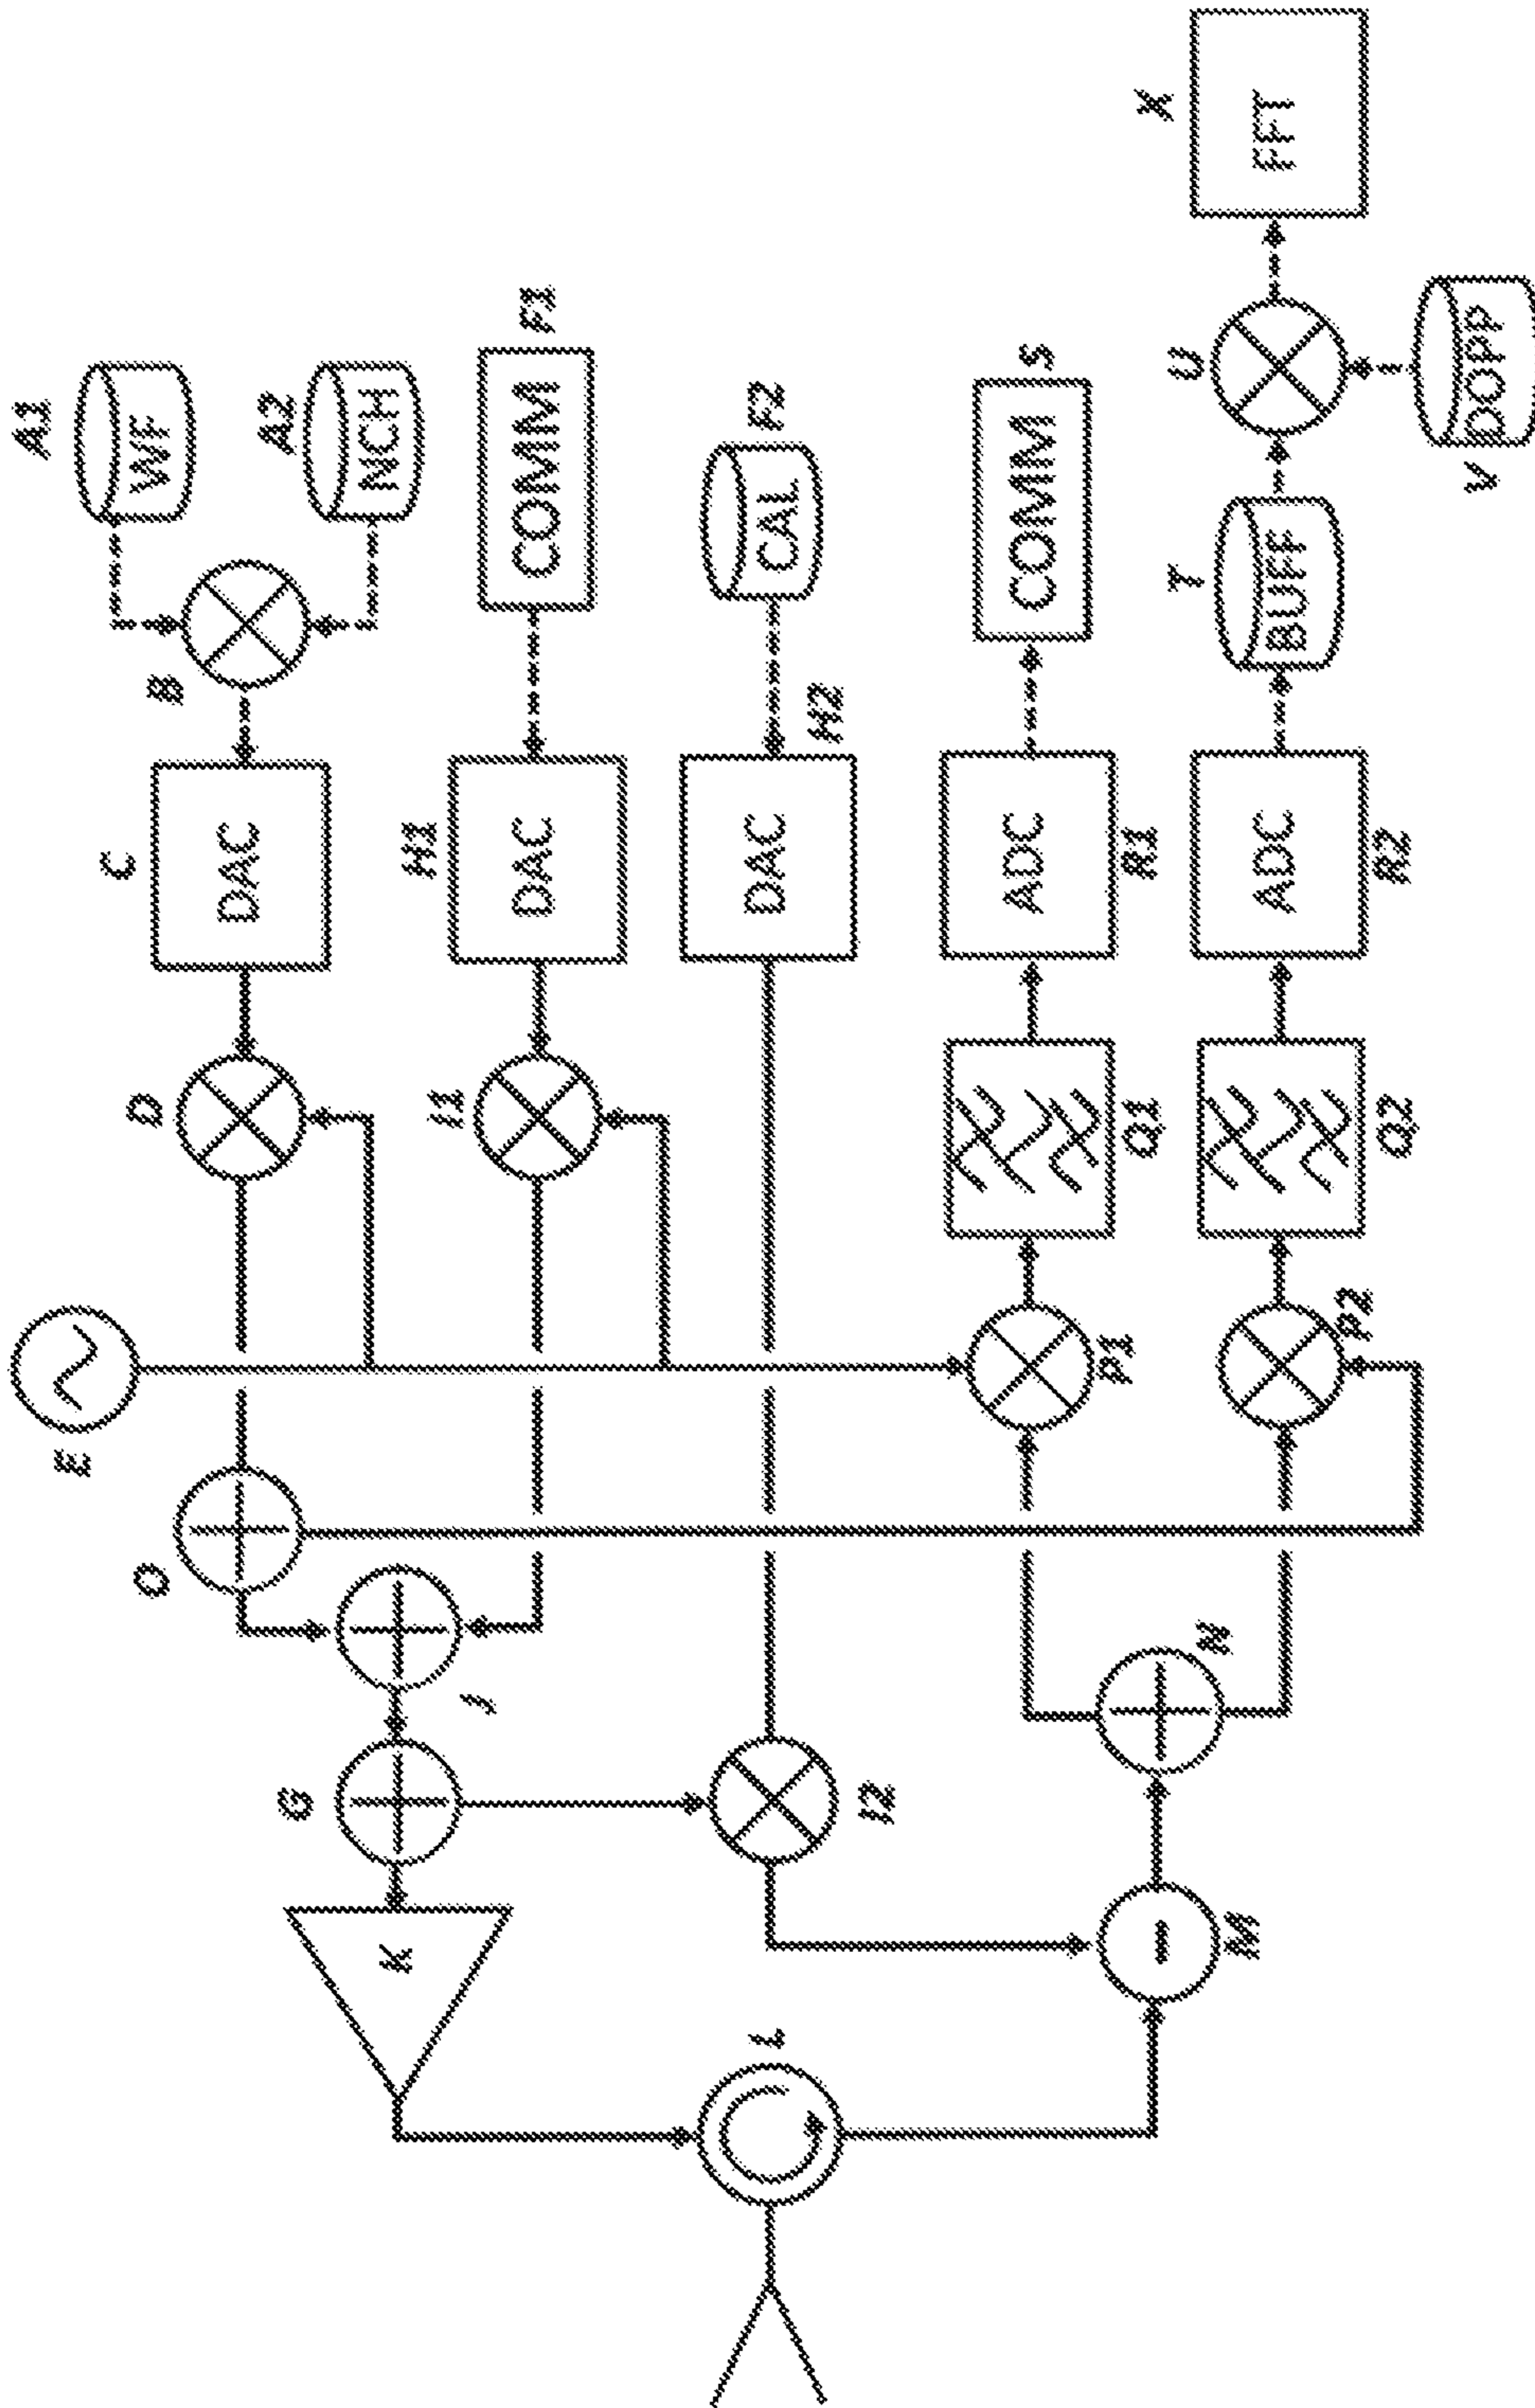 A1
WF
A2
NCH
B
C
DAC
D
E
O
F1
COMM
H1
DAC
I1
J
G
K
F2
CAL
H2
DAC
I2
L
S
COMM
R1
ADC
Q1
P1
N
M
X
FFT
U
V
DOPP
T
BUFF
R2
ADC
Q2
P2